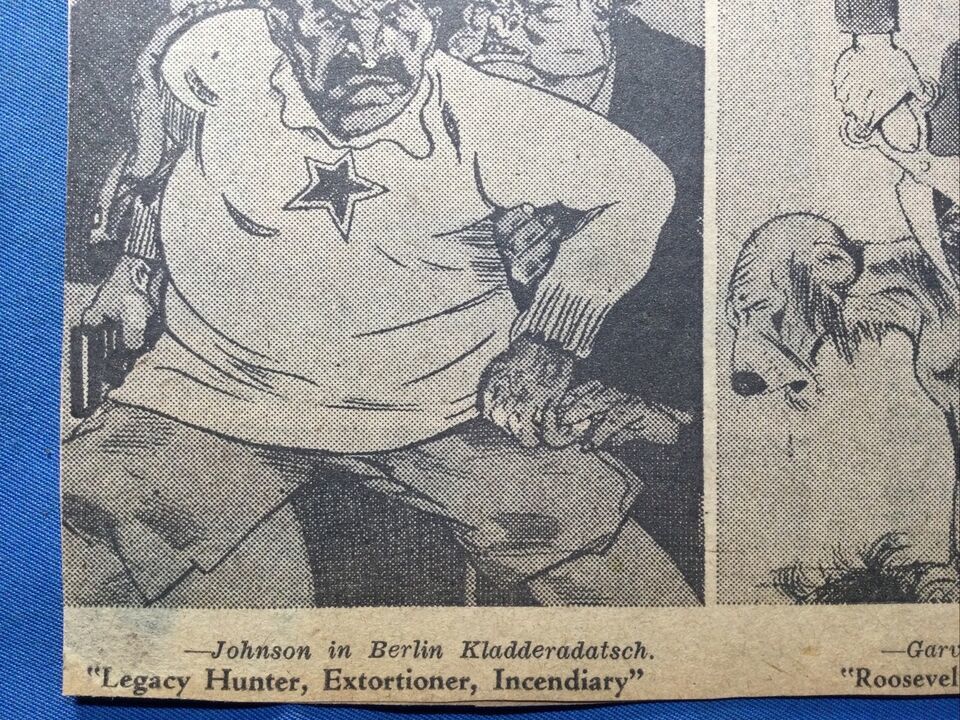 —Johnson in Berlin Kladderadatsch.
"Legacy Hunter, Extortioner, Incendiary"
—Garv
"Roosevel